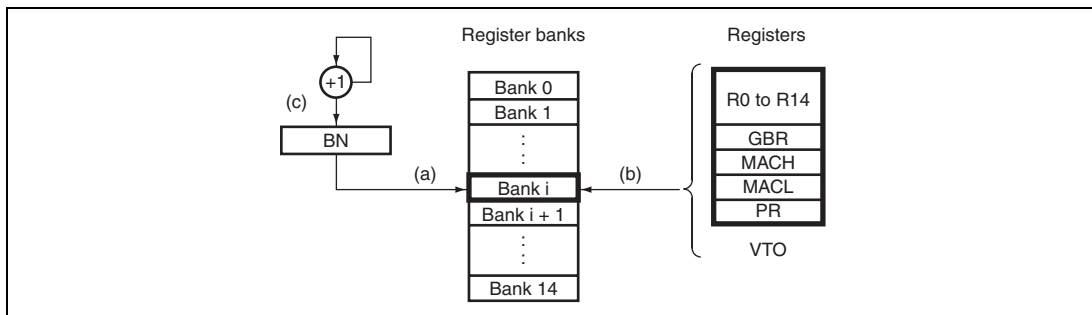 Register banks
Registers
+1
(c)
BN
(a)
Bank 0
Bank 1
:
:
Bank i
Bank i + 1
:
:
Bank 14
(b)
R0 to R14
GBR
MACH
MACL
PR
VTO